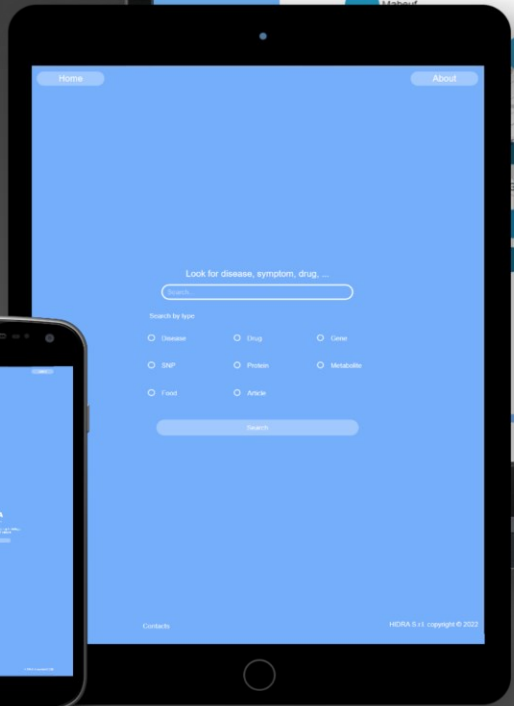 Home About
Look for disease, symptom, drug, ...
Search...
Search by type
Disease Drug Gene
SNP Protein Metabolite
Food Article
Search
Contacts HIDRA S.r.l. copyright © 2022